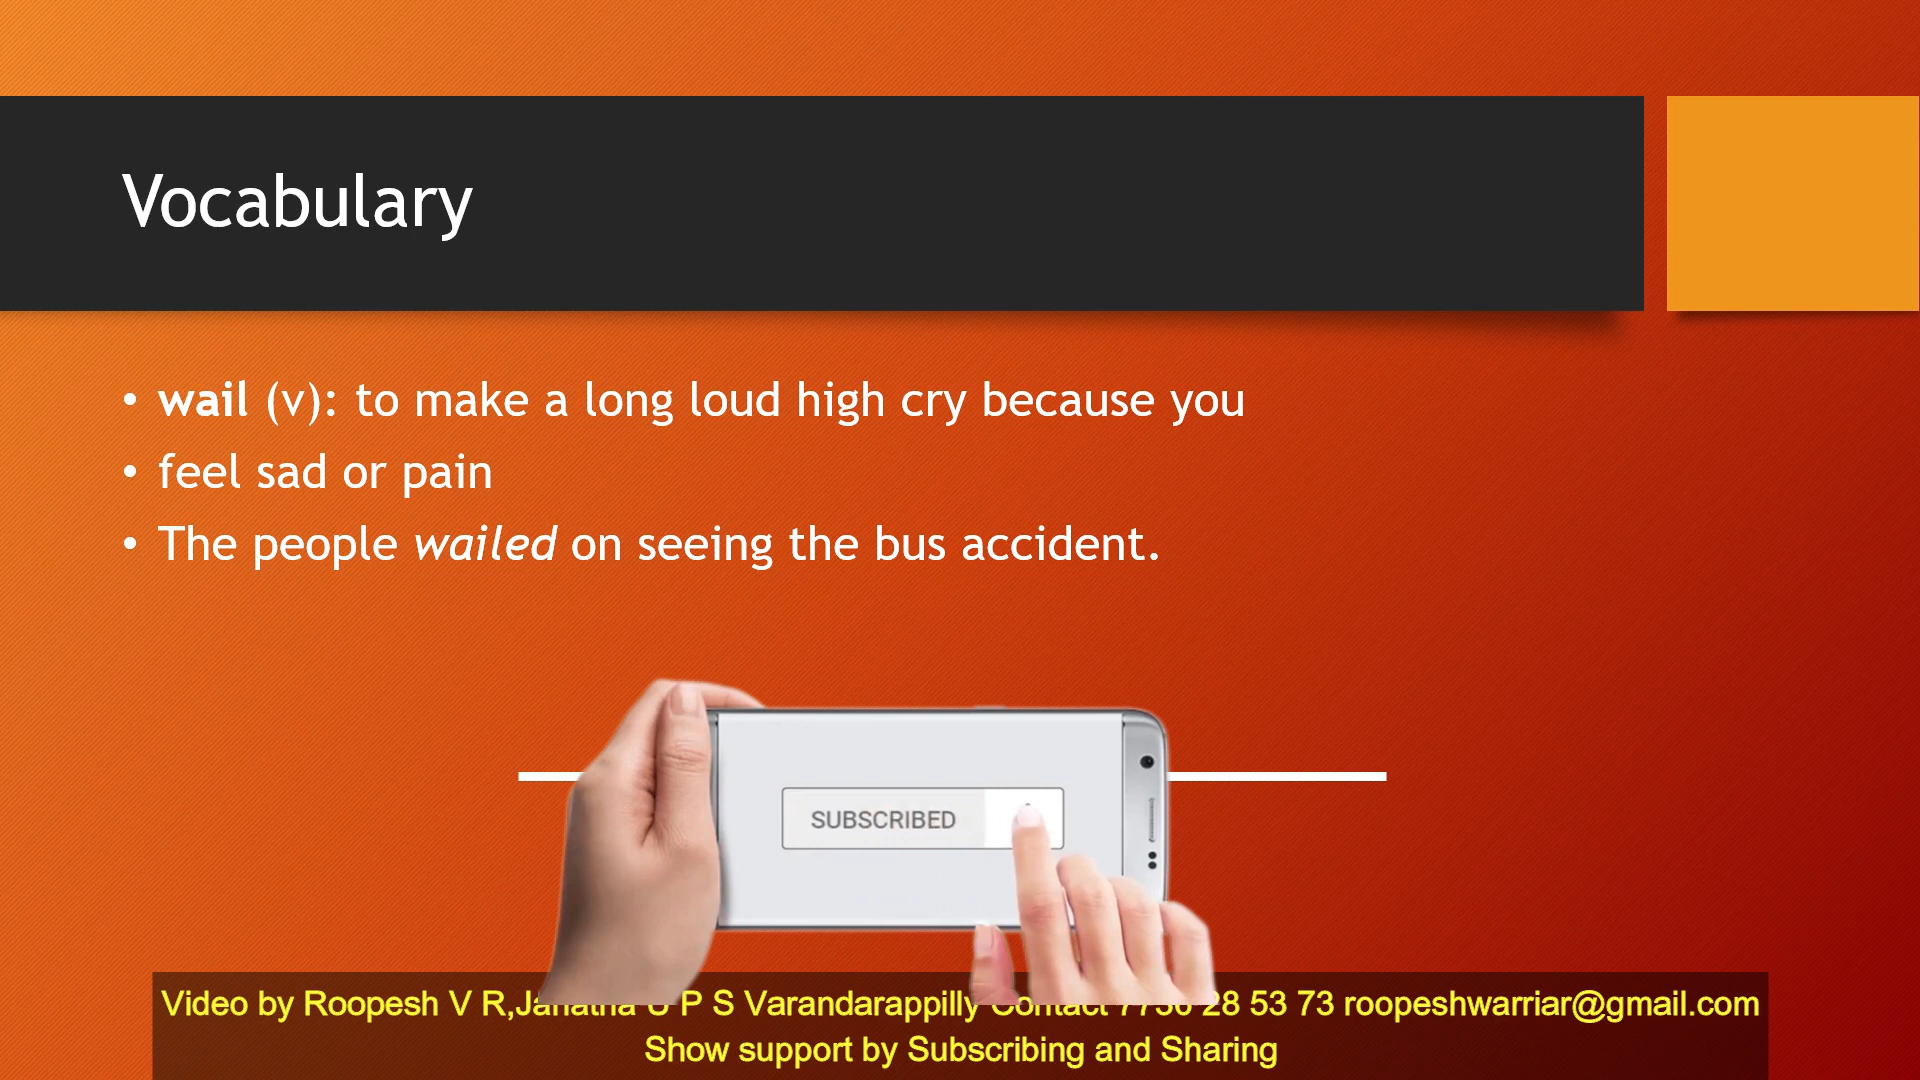 Vocabulary
• wail (v): to make a long loud high cry because you
• feel sad or pain
• The people wailed on seeing the bus accident.
SUBSCRIBED
Video by Roopesh V R,Janatha U P S Varandarappilly Contact 28 53 73 roopeshwarriar@gmail.com
Show support by Subscribing and Sharing